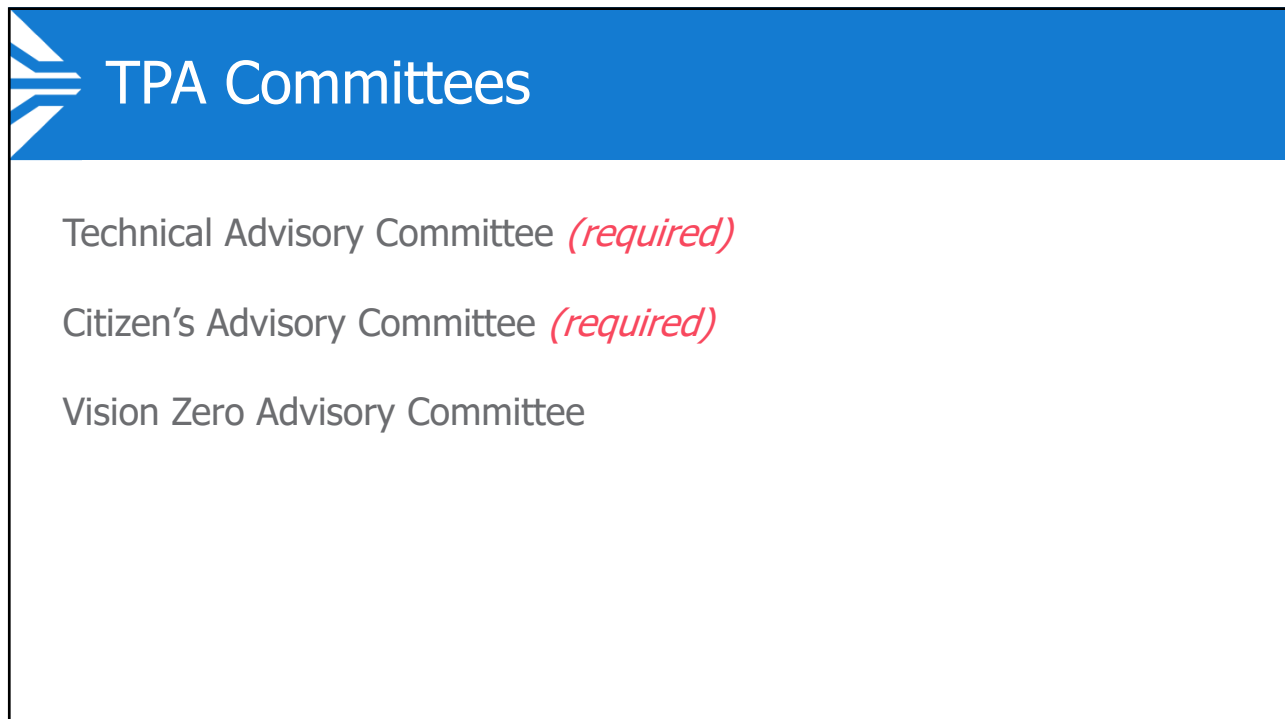 TPA Committees
Technical Advisory Committee (required)
Citizen’s Advisory Committee (required)
Vision Zero Advisory Committee